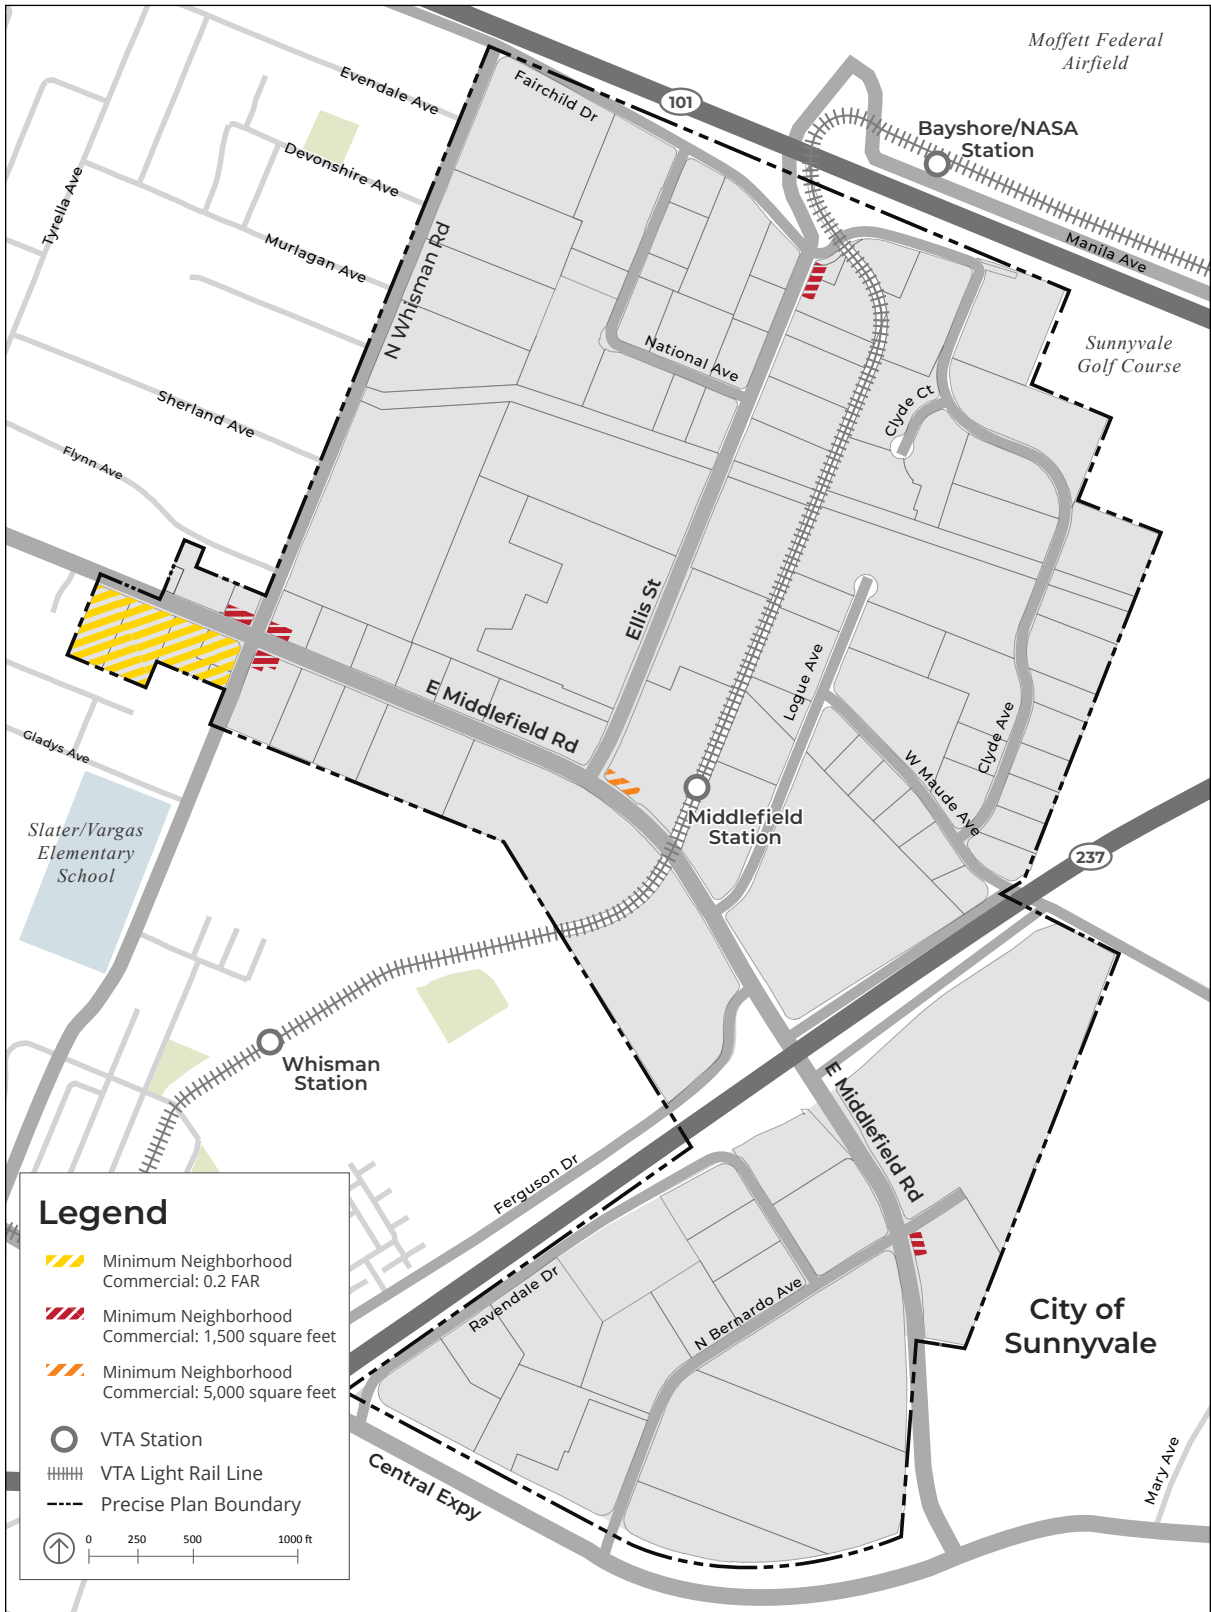 Moffett Federal
Airfield
Evendale Ave
Fairchild Dr
101
Bayshore/NASA
Station
Devonshire Ave
Tyrella Ave
Murlagan Ave
N Whisman Rd
Manila Ave
Sunnyvale
Golf Course
National Ave
Sherland Ave
Clyde Ct
Flynn Ave
Ellis St
Logue Ave
E Middlefield Rd
Clyde Ave
Gladys Ave
W Maude Ave
Middlefield
Station
Slater/Vargas
Elementary
School
237
Whisman
Station
E Middlefield Rd
Ferguson Dr
Ravendale Dr
N Bernardo Ave
City of
Sunnyvale
Central Expy
Mary Ave
Legend
Minimum Neighborhood
Commercial: 0.2 FAR
Minimum Neighborhood
Commercial: 1,500 square feet
Minimum Neighborhood
Commercial: 5,000 square feet
VTA Station
VTA Light Rail Line
Precise Plan Boundary
0 250 500 1000 ft